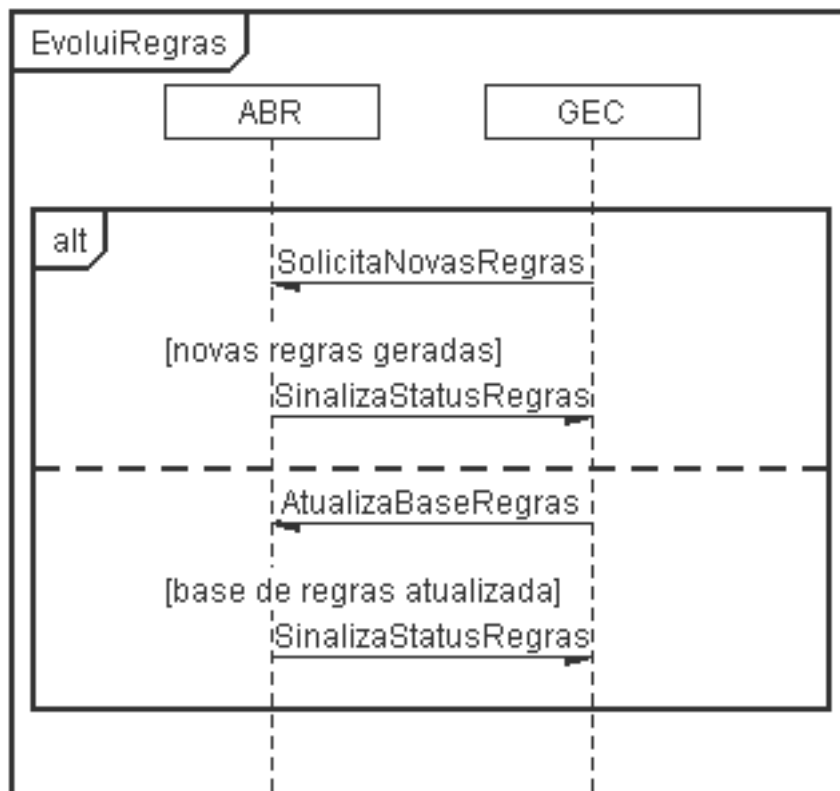 EvoluiRegras
ABR
GEC
alt
SolicitaNovasRegras
[novas regras geradas]
SinalizaStatusRegras
AtualizaBaseRegras
[base de regras atualizada]
SinalizaStatusRegras